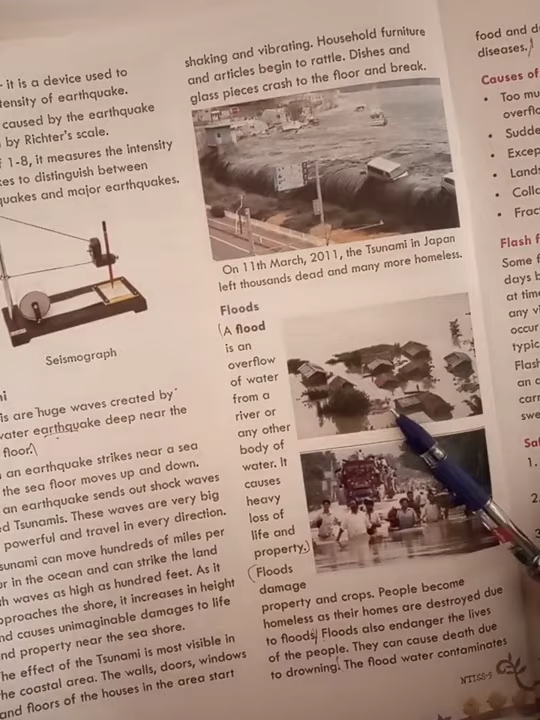 - it is a device used to
tensity of earthquake.
caused by the earthquake
by Richter's scale.
1-8, it measures the intensity
kes to distinguish between
quakes and major earthquakes.
Seismograph
is are huge waves created by
vater earthquake deep near the
floor.
an earthquake strikes near a sea
the sea floor moves up and down.
an earthquake sends out shock waves
ed Tsunamis. These waves are very big
powerful and travel in every direction.
sunami can move hundreds of miles per
ur in the ocean and can strike the land
h waves as high as hundred feet. As it
pproaches the shore, it increases in height
nd causes unimaginable damages to life
nd property near the sea shore.
he effect of the Tsunami is most visible in
he coastal area. The walls, doors, windows
and floors of the houses in the area start
shaking and vibrating. Household furniture
and articles begin to rattle. Dishes and
glass pieces crash to the floor and break.
On 11th March, 2011, the Tsunami in Japan
left thousands dead and many more homeless.
Floods
A flood
is an
overflow
of water
from a
river or
any other
body of
water. It
causes
heavy
loss of
life and
property.
Floods
damage
property and crops. People become
homeless as their homes are destroyed due
to floods. Floods also endanger the lives
of the people. They can cause death due
to drowning. The flood water contaminates
NTISS-5
food and d
diseases.
Causes of
• Too mu
overflo
• Sudde
• Excep
• Lands
• Colla
• Frac
Flash f
Some f
days b
at time
any vi
occur
typic
Flash
an a
carr
swe
Saf
1.
2.
3